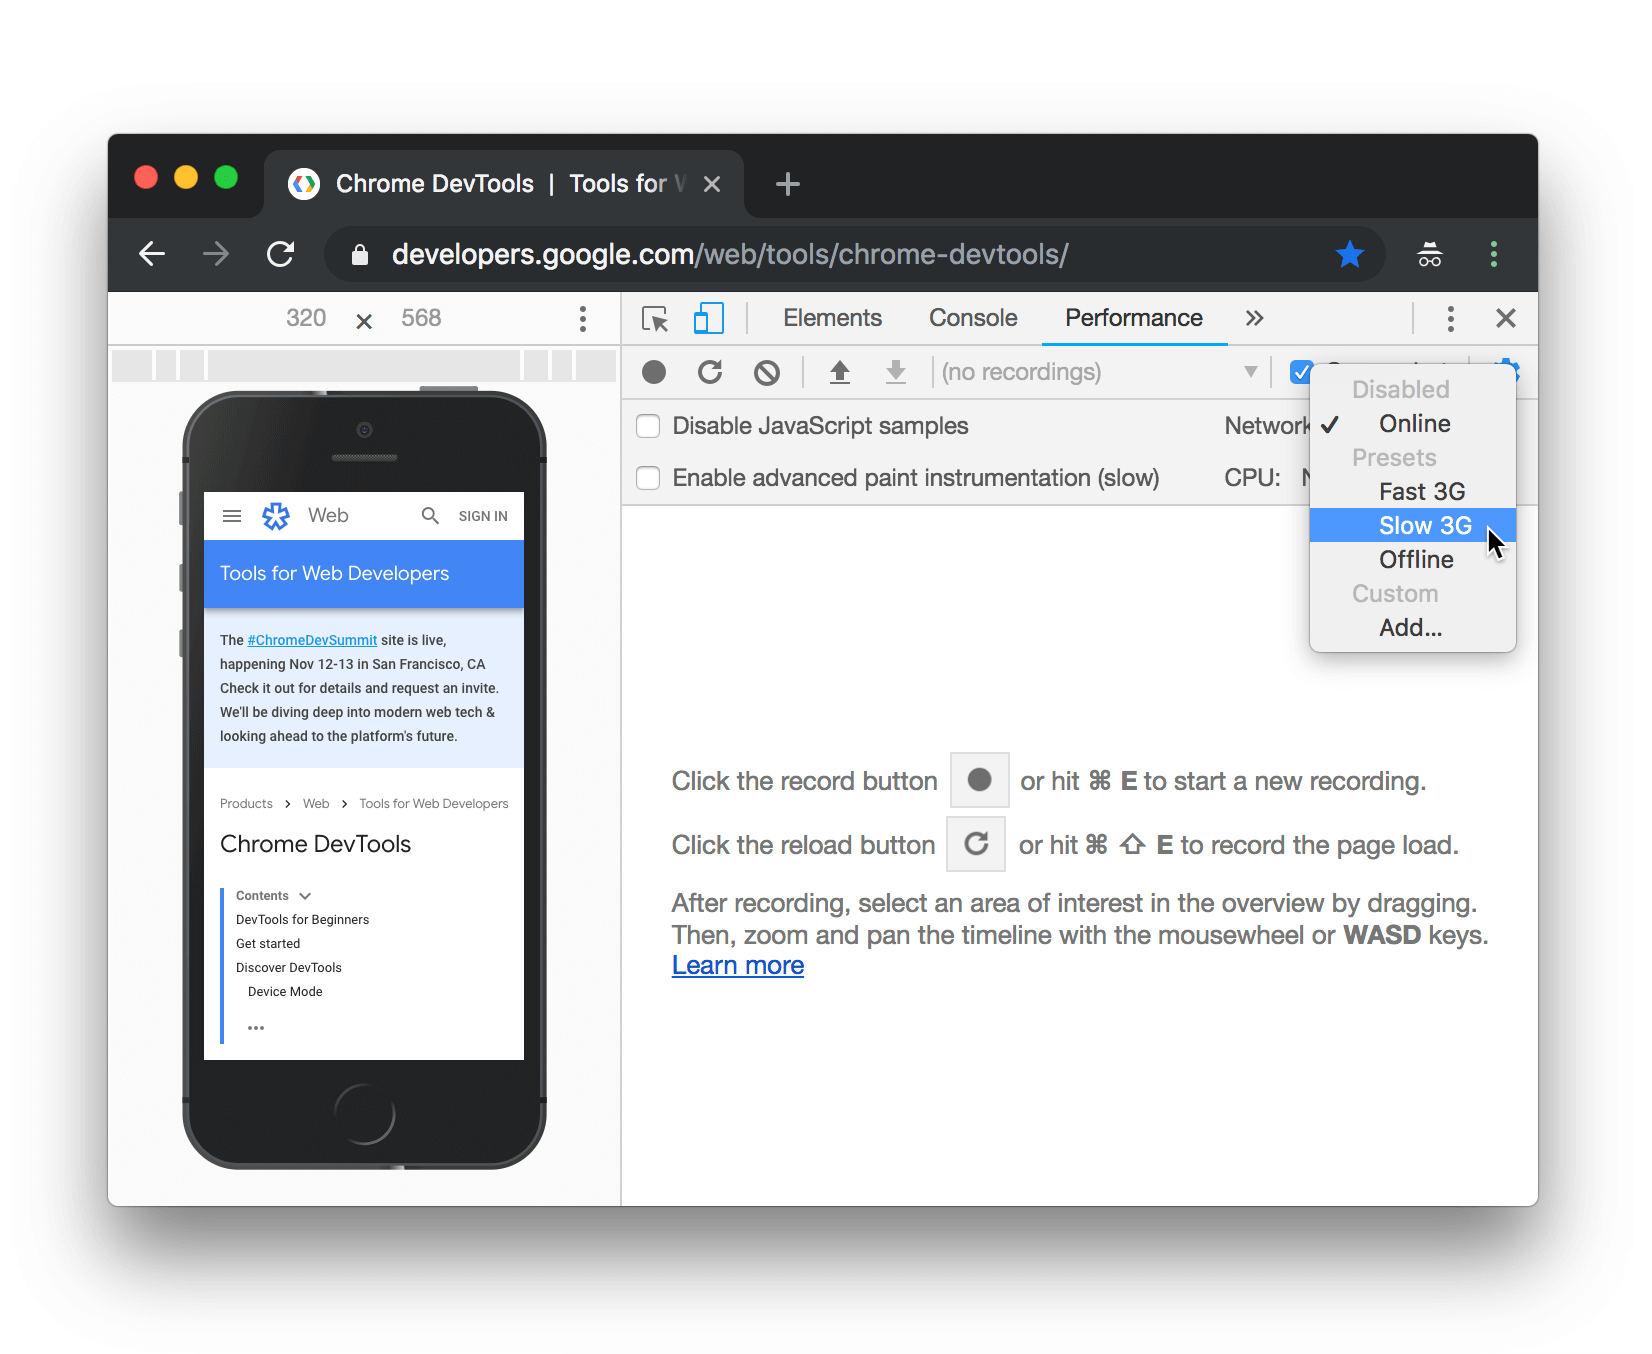 Chrome DevTools | Tools for
developers.google.com/web/tools/chrome-devtools/
320 × 568
Elements Console Performance »
(no recordings)
Disable JavaScript samples Network
Enable advanced paint instrumentation (slow) CPU:
Disabled
✓ Online
Presets
Fast 3G
Slow 3G
Offline
Custom
Add...
Web SIGN IN
Tools for Web Developers
The #ChromeDevSummit site is live,
happening Nov 12-13 in San Francisco, CA
Check it out for details and request an invite.
We'll be diving deep into modern web tech &
looking ahead to the platform's future.
Products > Web > Tools for Web Developers
Chrome DevTools
Contents
DevTools for Beginners
Get started
Discover DevTools
Device Mode
...
Click the record button or hit ⌘ E to start a new recording.
Click the reload button or hit ⌘ ⇧ E to record the page load.
After recording, select an area of interest in the overview by dragging.
Then, zoom and pan the timeline with the mousewheel or WASD keys.
Learn more